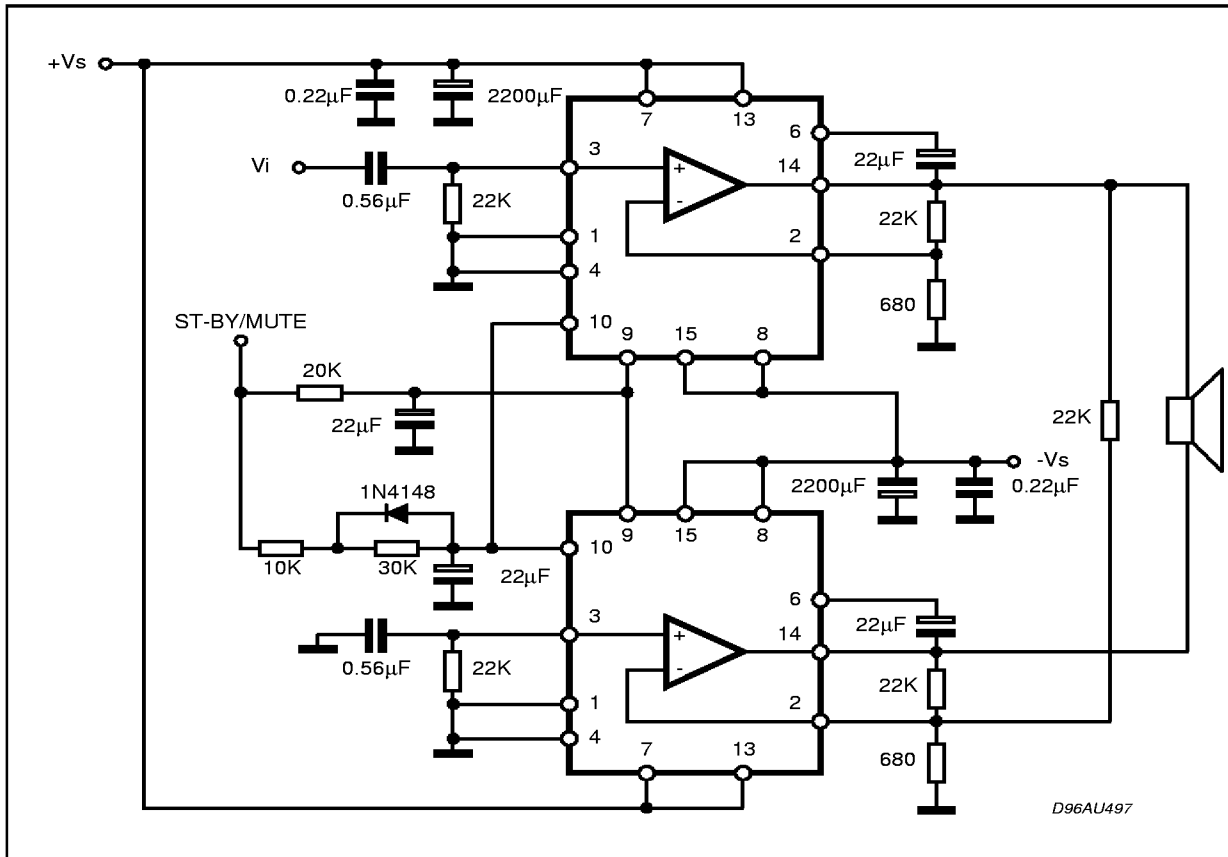 +Vs
0.22µF
2200µF
7
13
6
22µF
Vi
3
+
14
0.56µF
22K
-
22K
1
2
4
680
ST-BY/MUTE
10
9
15
8
20K
22µF
22K
-Vs
1N4148
2200µF
0.22µF
9
15
8
10
10K
30K
22µF
6
3
22µF
+
14
0.56µF
22K
-
22K
1
2
4
7
13
680
D96AU497